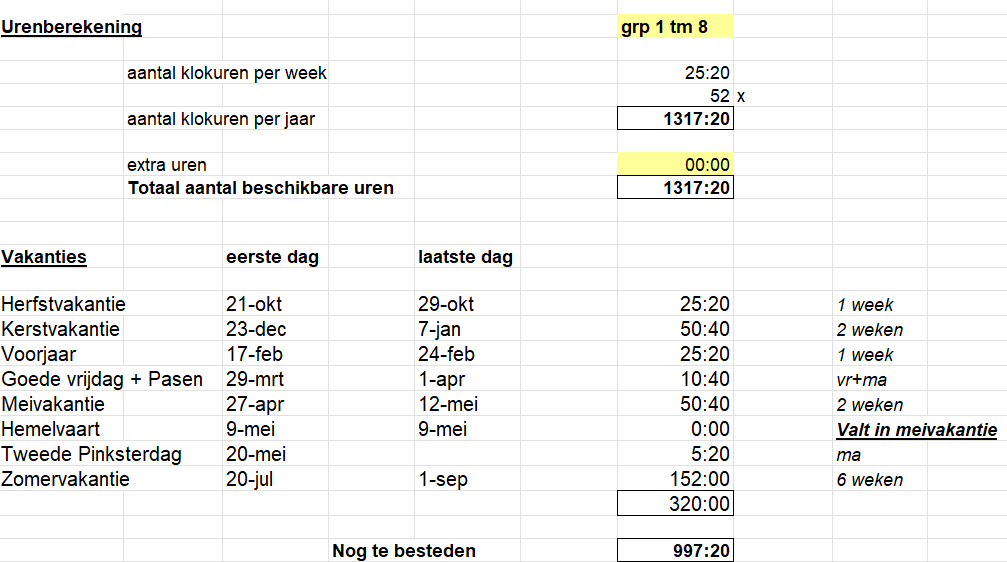 Urenberekening grp 1 tm 8
aantal klokuren per week 25:20
52 x
aantal klokuren per jaar 1317:20
extra uren 00:00
Totaal aantal beschikbare uren 1317:20
Vakanties eerste dag laatste dag
Herfstvakantie 21-okt 29-okt 25:20 1 week
Kerstvakantie 23-dec 7-jan 50:40 2 weken
Voorjaar 17-feb 24-feb 25:20 1 week
Goede vrijdag + Pasen 29-mrt 1-apr 10:40 vr+ma
Meivakantie 27-apr 12-mei 50:40 2 weken
Hemelvaart 9-mei 9-mei 0:00 Valt in meivakantie
Tweede Pinksterdag 20-mei 5:20 ma
Zomervakantie 20-jul 1-sep 152:00 6 weken
320:00
Nog te besteden 997:20